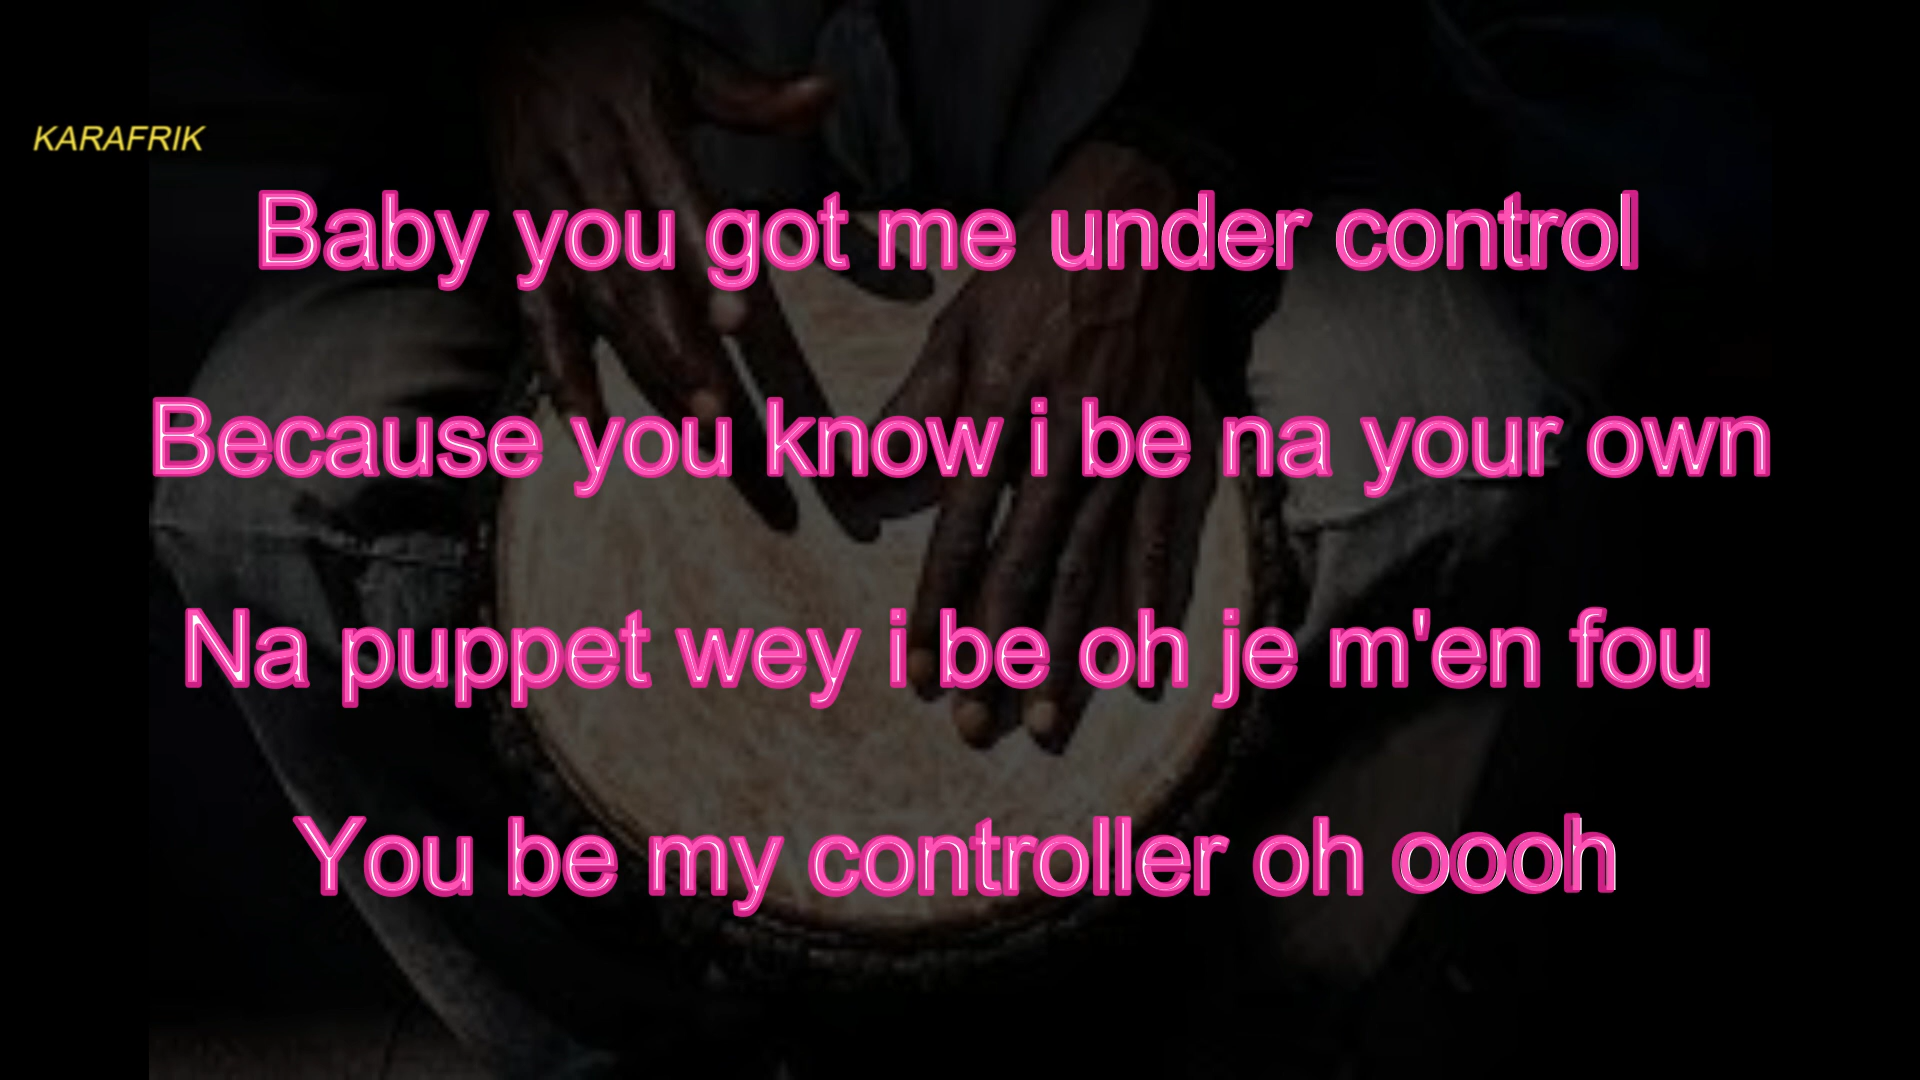 KARAFRIK
Baby you got me under control
Because you know i be na your own
Na puppet wey i be oh je m'en fou
You be my controller oh oooh